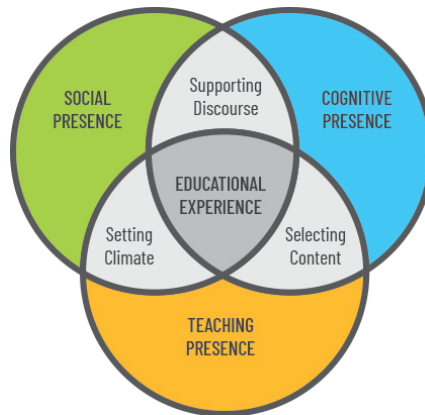 Supporting
Discourse
SOCIAL
PRESENCE
COGNITIVE
PRESENCE
EDUCATIONAL
EXPERIENCE
Setting
Climate
Selecting
Content
TEACHING
PRESENCE